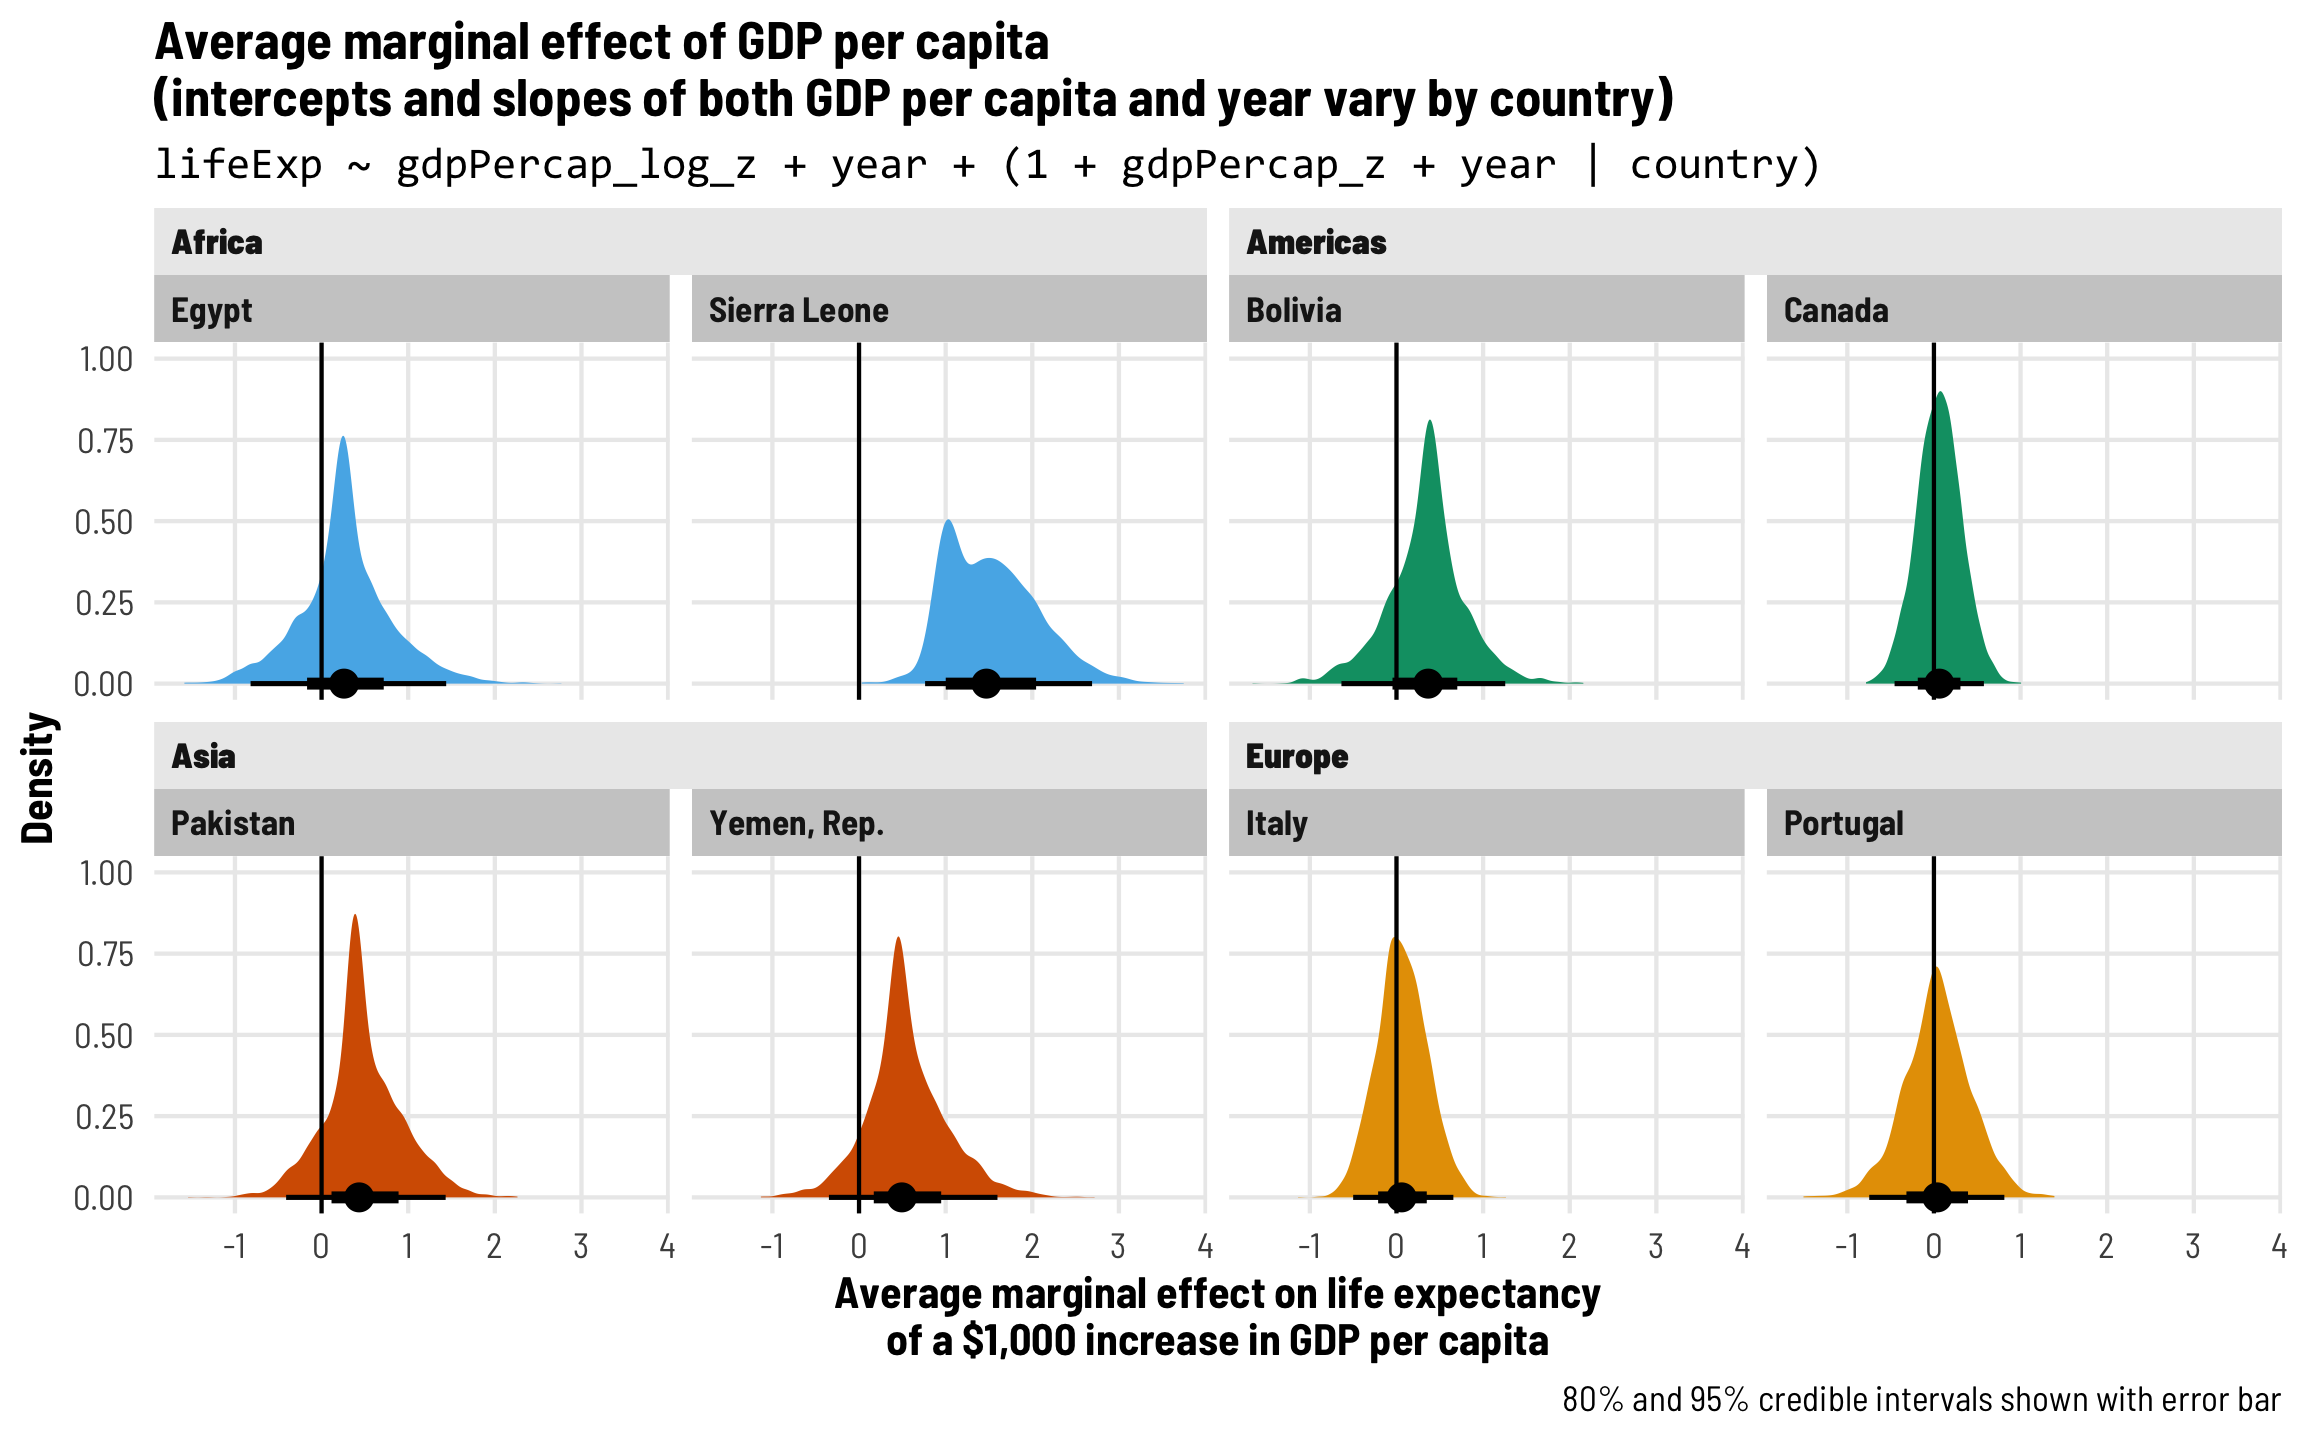 Average marginal effect of GDP per capita
(intercepts and slopes of both GDP per capita and year vary by country)
lifeExp ~ gdpPercap_log_z + year + (1 + gdpPercap_z + year | country)
Africa
Americas
Egypt
Sierra Leone
Bolivia
Canada
1.00
0.75
0.50
0.25
0.00
Density
Asia
Europe
Pakistan
Yemen, Rep.
Italy
Portugal
1.00
0.75
0.50
0.25
0.00
-1 0 1 2 3 4
-1 0 1 2 3 4
-1 0 1 2 3 4
-1 0 1 2 3 4
Average marginal effect on life expectancy
of a $1,000 increase in GDP per capita
80% and 95% credible intervals shown with error bar